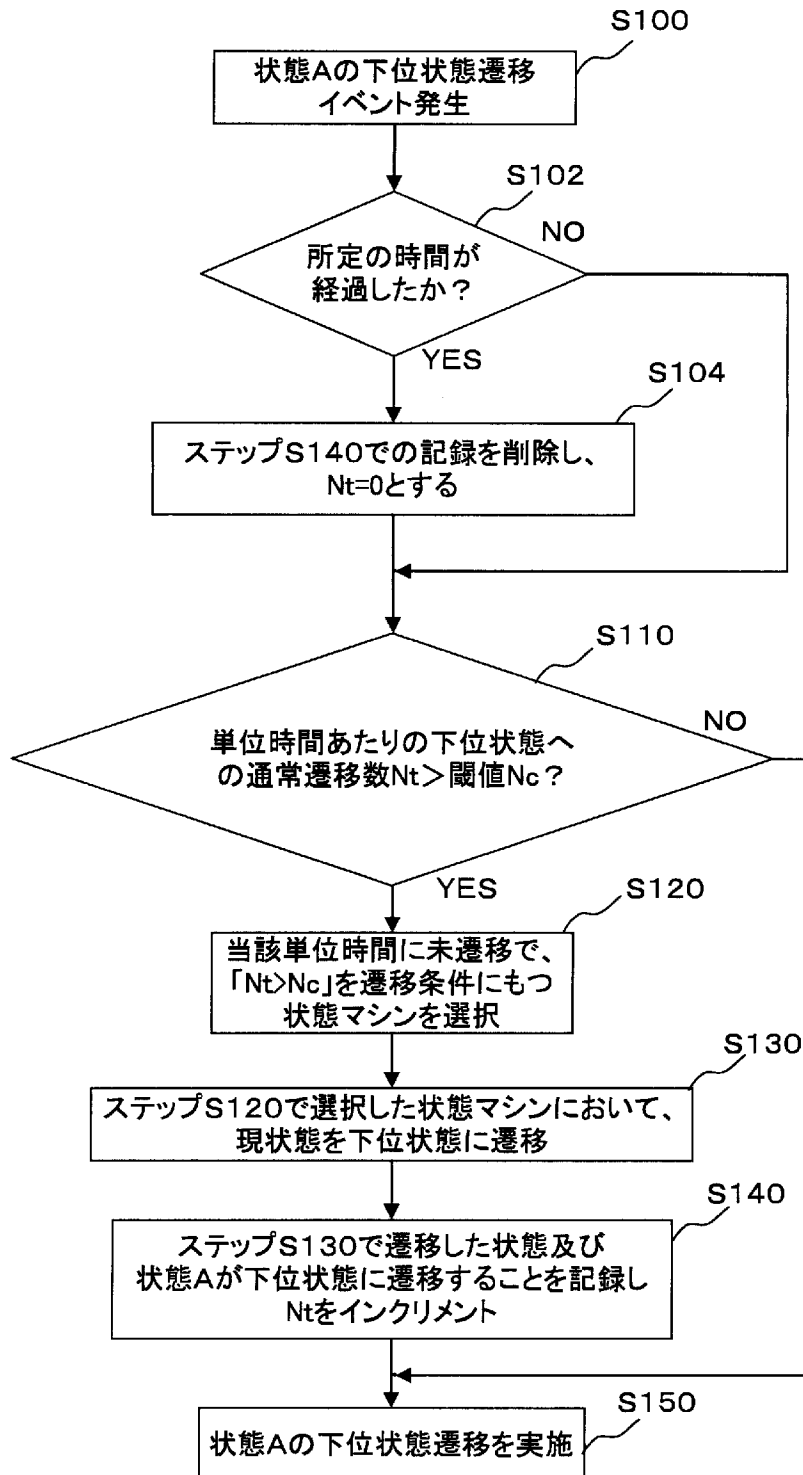 S100
状態Aの下位状態遷移
イベント発生
S102
NO
所定の時間が
経過したか?
YES
S104
ステップS140での記録を削除し、
Nt=0とする
S110
NO
単位時間あたりの下位状態へ
の通常遷移数Nt>閾値Nc?
YES
S120
当該単位時間に未遷移で、
「Nt>Nc」を遷移条件にもつ
状態マシンを選択
S130
ステップS120で選択した状態マシンにおいて、
現状態を下位状態に遷移
S140
ステップS130で遷移した状態及び
状態Aが下位状態に遷移することを記録し
Ntをインクリメント
S150
状態Aの下位状態遷移を実施